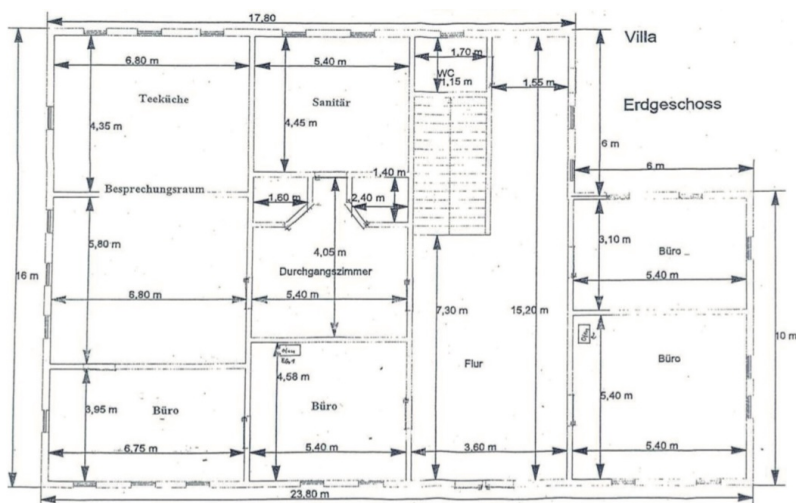 17,80
Villa
6,80 m
5,40 m
1,70 m
WC
1,15 m
1,55 m
Teeküche
Sanitär
Erdgeschoss
4,35 m
4,45 m
6 m
6 m
1,40 m
Besprechungsraum
1,60 m
2,40 m
5,80 m
4,05 m
3,10 m
Büro
Durchgangszimmer
16 m
6,80 m
5,40 m
5,40 m
7,30 m
15,20 m
10 m
4,58 m
Flur
Büro
3,95 m
Büro
Büro
5,40 m
6,75 m
5,40 m
3,60 m
5,40 m
23,80 m